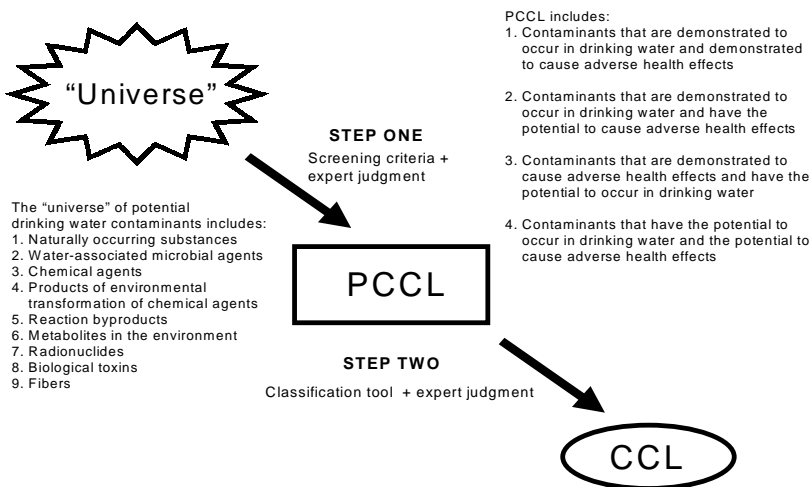 “Universe”
STEP ONE
Screening criteria +
expert judgment
PCCL includes:
1. Contaminants that are demonstrated to
occur in drinking water and demonstrated
to cause adverse health effects
2. Contaminants that are demonstrated to
occur in drinking water and have the
potential to cause adverse health effects
3. Contaminants that are demonstrated to
cause adverse health effects and have the
potential to occur in drinking water
4. Contaminants that have the potential to
occur in drinking water and the potential to
cause adverse health effects
The “universe” of potential
drinking water contaminants includes:
1. Naturally occurring substances
2. Water-associated microbial agents
3. Chemical agents
4. Products of environmental
transformation of chemical agents
5. Reaction byproducts
6. Metabolites in the environment
7. Radionuclides
8. Biological toxins
9. Fibers
PCCL
STEP TWO
Classification tool + expert judgment
CCL